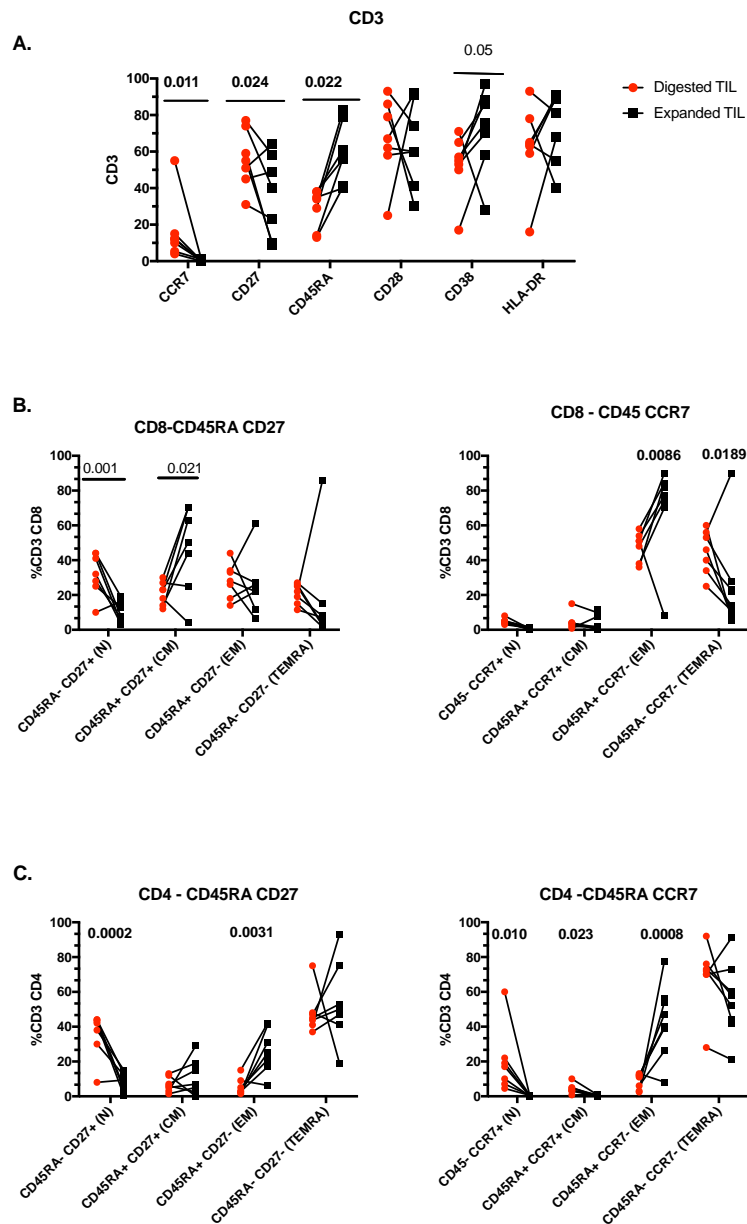 CD3
A.
0.011 0.024 0.022 0.05
Digested TIL
Expanded TIL
100
80
60
40
20
0
CD3
CCR7 CD27 CD45RA CD28 CD38 HLA-DR
B.
CD8-CD45RA CD27
0.001 0.021
100
80
60
40
20
0
%CD3 CD8
CD45RA- CD27+ (N) CD45RA+ CD27+ (CM) CD45RA+ CD27- (EM) CD45RA- CD27- (TEMRA)
CD8 - CD45 CCR7
0.0086 0.0189
100
80
60
40
20
0
%CD3 CD8
CD45- CCR7+ (N) CD45RA+ CCR7+ (CM) CD45RA+ CCR7- (EM) CD45RA- CCR7- (TEMRA)
C.
CD4 - CD45RA CD27
0.0002 0.0031
100
80
60
40
20
0
%CD3 CD4
CD45RA- CD27+ (N) CD45RA+ CD27+ (CM) CD45RA+ CD27- (EM) CD45RA- CD27- (TEMRA)
CD4 -CD45RA CCR7
0.010 0.023 0.0008
100
80
60
40
20
0
%CD3 CD4
CD45- CCR7+ (N) CD45RA+ CCR7+ (CM) CD45RA+ CCR7- (EM) CD45RA- CCR7- (TEMRA)